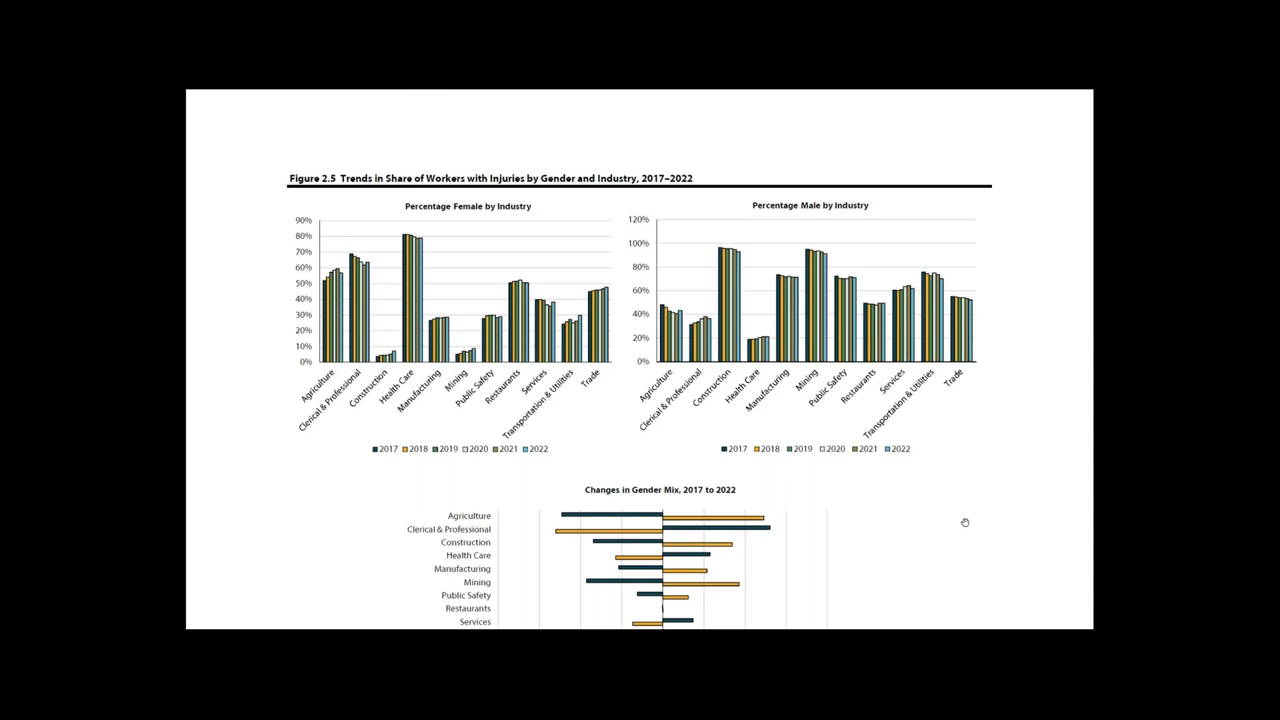 Figure 2.5 Trends in Share of Workers with Injuries by Gender and Industry, 2017–2022
Percentage Female by Industry
90%
80%
70%
60%
50%
40%
30%
20%
10%
0%
Agriculture
Clerical & Professional
Construction
Health Care
Manufacturing
Mining
Public Safety
Restaurants
Services
Transportation & Utilities
Trade
2017 2018 2019 2020 2021 2022
Percentage Male by Industry
120%
100%
80%
60%
40%
20%
0%
Agriculture
Clerical & Professional
Construction
Health Care
Manufacturing
Mining
Public Safety
Restaurants
Services
Transportation & Utilities
Trade
2017 2018 2019 2020 2021 2022
Changes in Gender Mix, 2017 to 2022
Agriculture
Clerical & Professional
Construction
Health Care
Manufacturing
Mining
Public Safety
Restaurants
Services